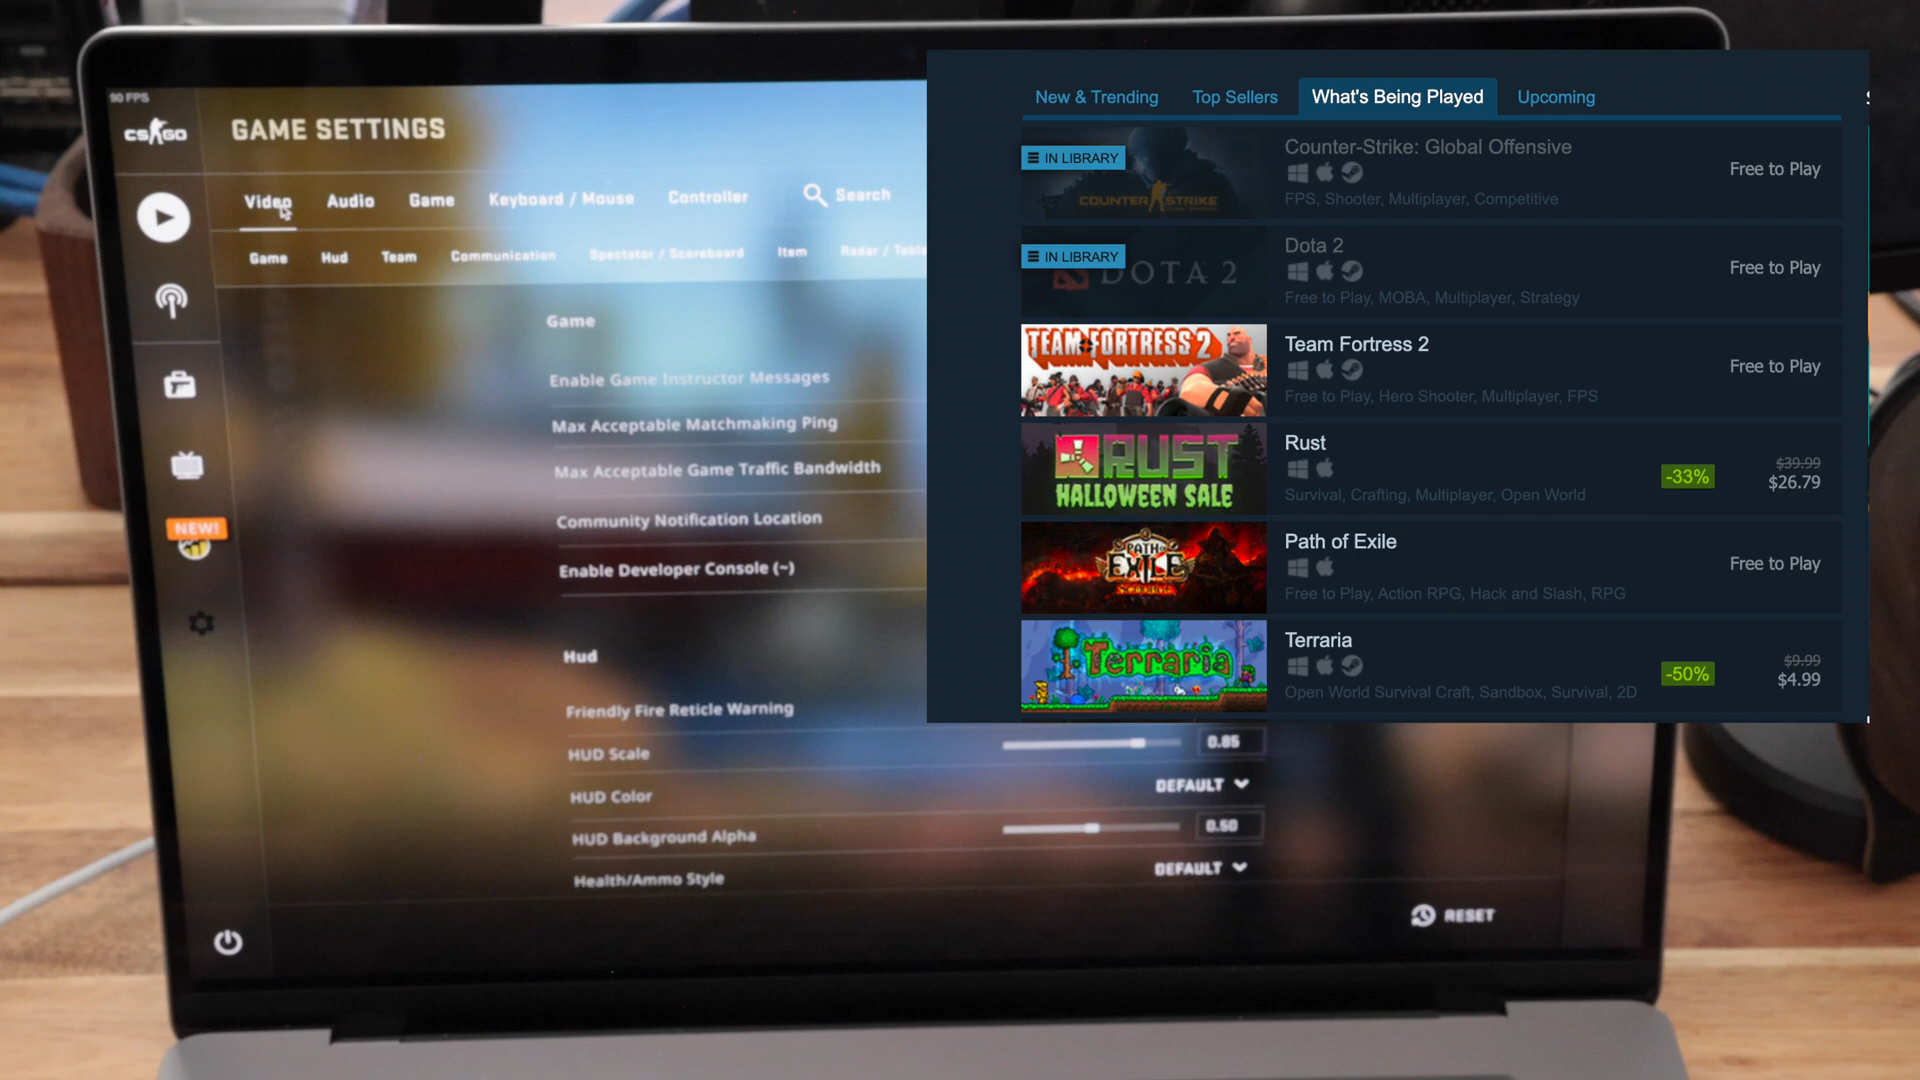 90 FPS
CS GO
GAME SETTINGS
Video Audio Game Keyboard / Mouse Controller Search
Game Hud Team Communication Spectator / Scoreboard Item Radar / Table
Game
Enable Game Instructor Messages
Max Acceptable Matchmaking Ping
Max Acceptable Game Traffic Bandwidth
Community Notification Location
Enable Developer Console (~)
NEW!
Hud
Friendly Fire Reticle Warning
HUD Scale 0.85
HUD Color DEFAULT
HUD Background Alpha 0.50
Health/Ammo Style DEFAULT
RESET
New & Trending Top Sellers What's Being Played Upcoming
IN LIBRARY
COUNTER STRIKE
Counter-Strike: Global Offensive
FPS, Shooter, Multiplayer, Competitive
Free to Play
IN LIBRARY
DOTA 2
Dota 2
Free to Play, MOBA, Multiplayer, Strategy
Free to Play
TEAM FORTRESS 2
Team Fortress 2
Free to Play, Hero Shooter, Multiplayer, FPS
Free to Play
RUST
HALLOWEEN SALE
Rust
Survival, Crafting, Multiplayer, Open World
-33%
$39.99
$26.79
PATH OF
EXILE
SCOURGE
Path of Exile
Free to Play, Action RPG, Hack and Slash, RPG
Free to Play
Terraria
Terraria
Open World Survival Craft, Sandbox, Survival, 2D
-50%
$9.99
$4.99